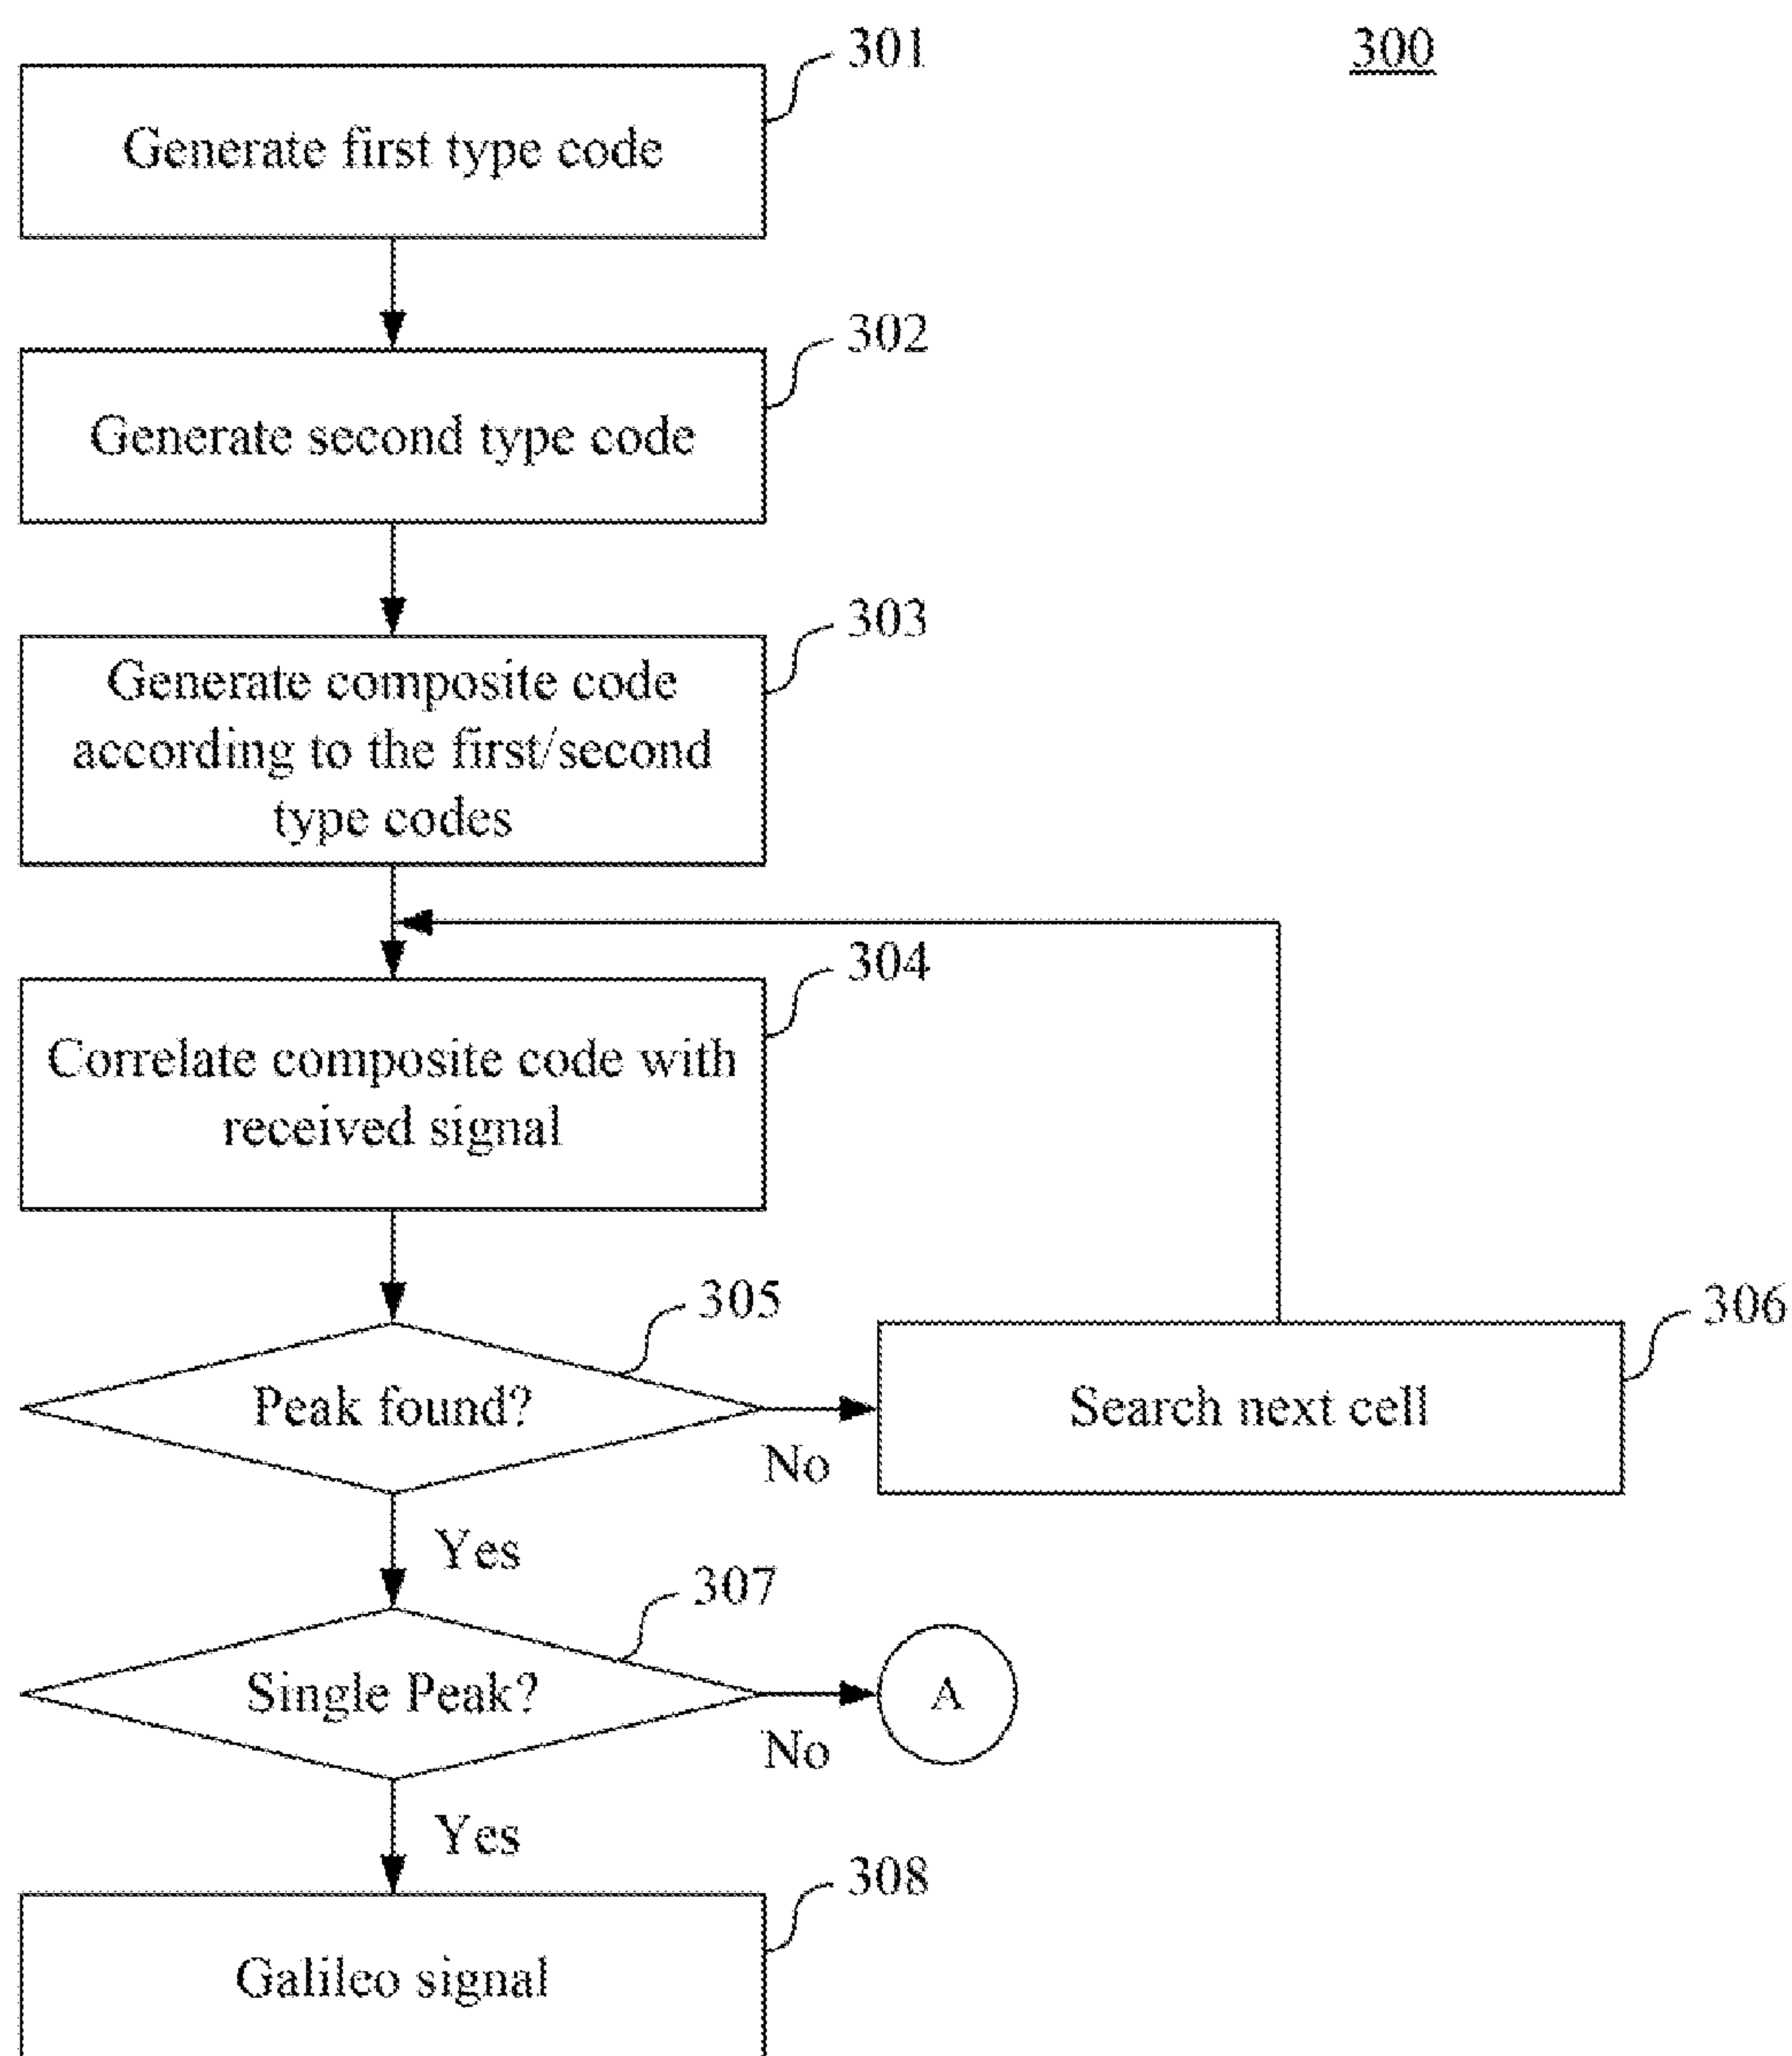 300
301
Generate first type code
302
Generate second type code
303
Generate composite code
according to the first/second
type codes
304
Correlate composite code with
received signal
305
Peak found?
No
306
Search next cell
Yes
307
Single Peak?
No
A
Yes
308
Galileo signal